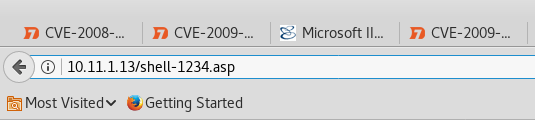 CVE-2008-... CVE-2009-... Microsoft II... CVE-2009-...
10.11.1.13/shell-1234.asp
Most Visited Getting Started